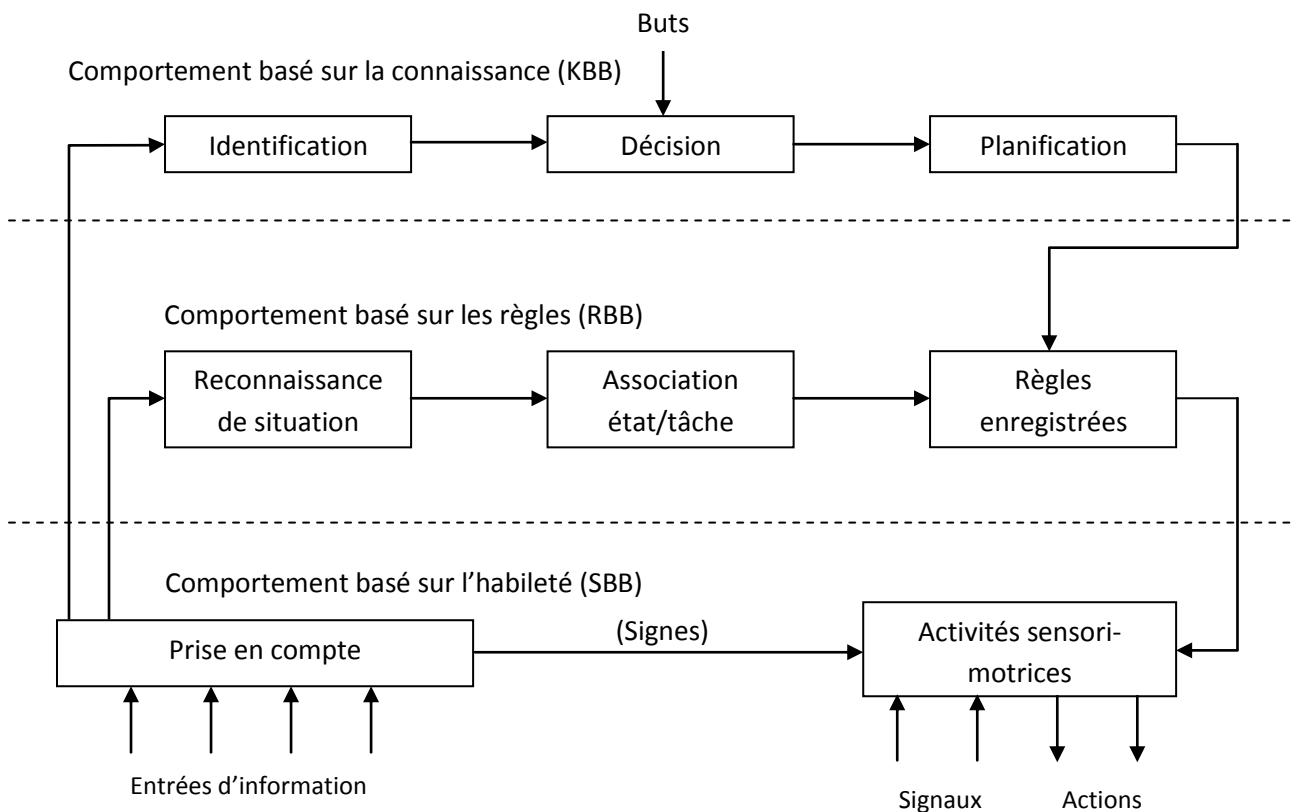 Buts
Comportement basé sur la connaissance (KBB)
Identification
Décision
Planification
Comportement basé sur les règles (RBB)
Reconnaissance
de situation
Association
état/tâche
Règles
enregistrées
Comportement basé sur l’habileté (SBB)
(Signes)
Prise en compte
Activités sensori-
motrices
Entrées d’information
Signaux
Actions